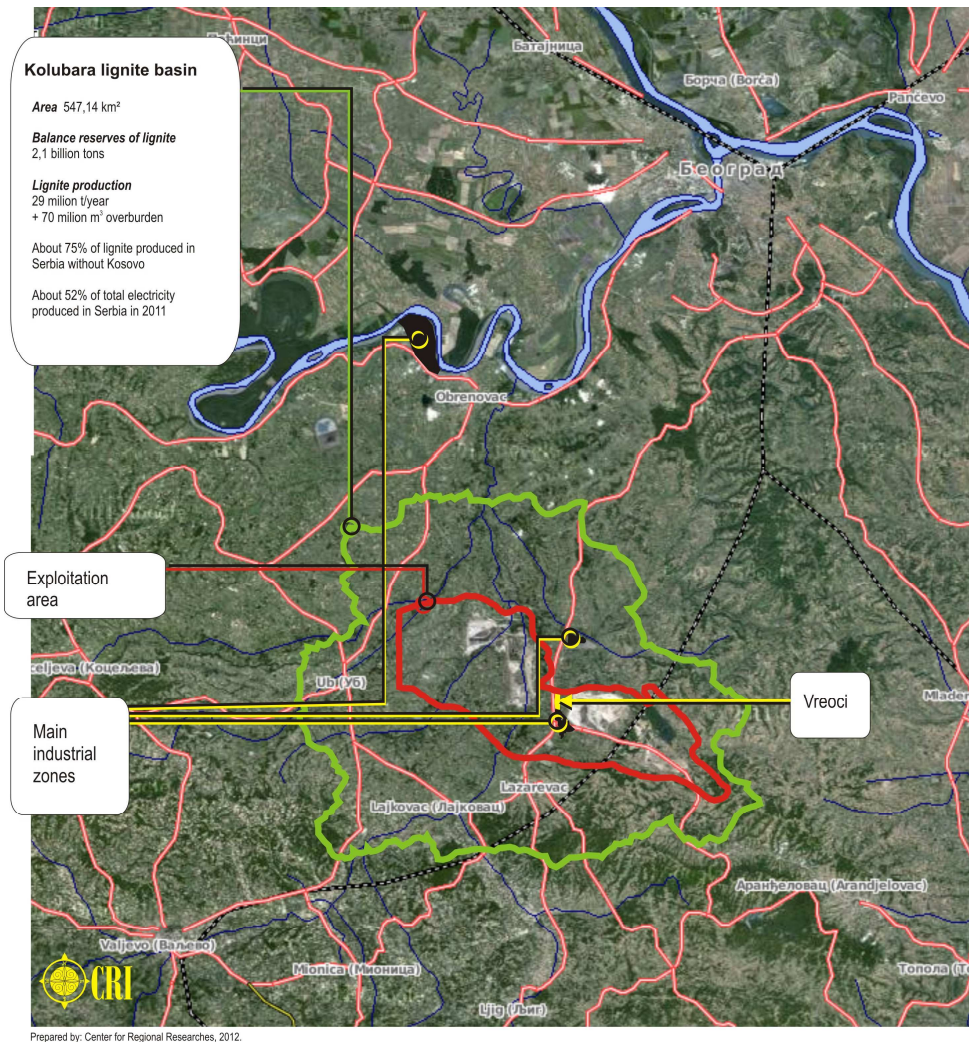 Kolubara lignite basin
Area 547,14 km²
Balance reserves of lignite
2,1 billion tons
Lignite production
29 milion t/year
+ 70 milion m³ overburden
About 75% of lignite produced in
Serbia without Kosovo
About 52% of total electricity
produced in Serbia in 2011
Батајница
Борча (Borča)
Pančevo
Београд
Obrenovac
Exploitation
area
Ub (Уб)
Vreoci
Main
industrial
zones
Lazarevac
Lajkovac (Лајковац)
Аранђеловац (Arandjelovac)
Valjevo (Ваљево)
Mionica (Мионица)
Ljig (Љиг)
CRI
Prepared by: Center for Regional Researches, 2012.